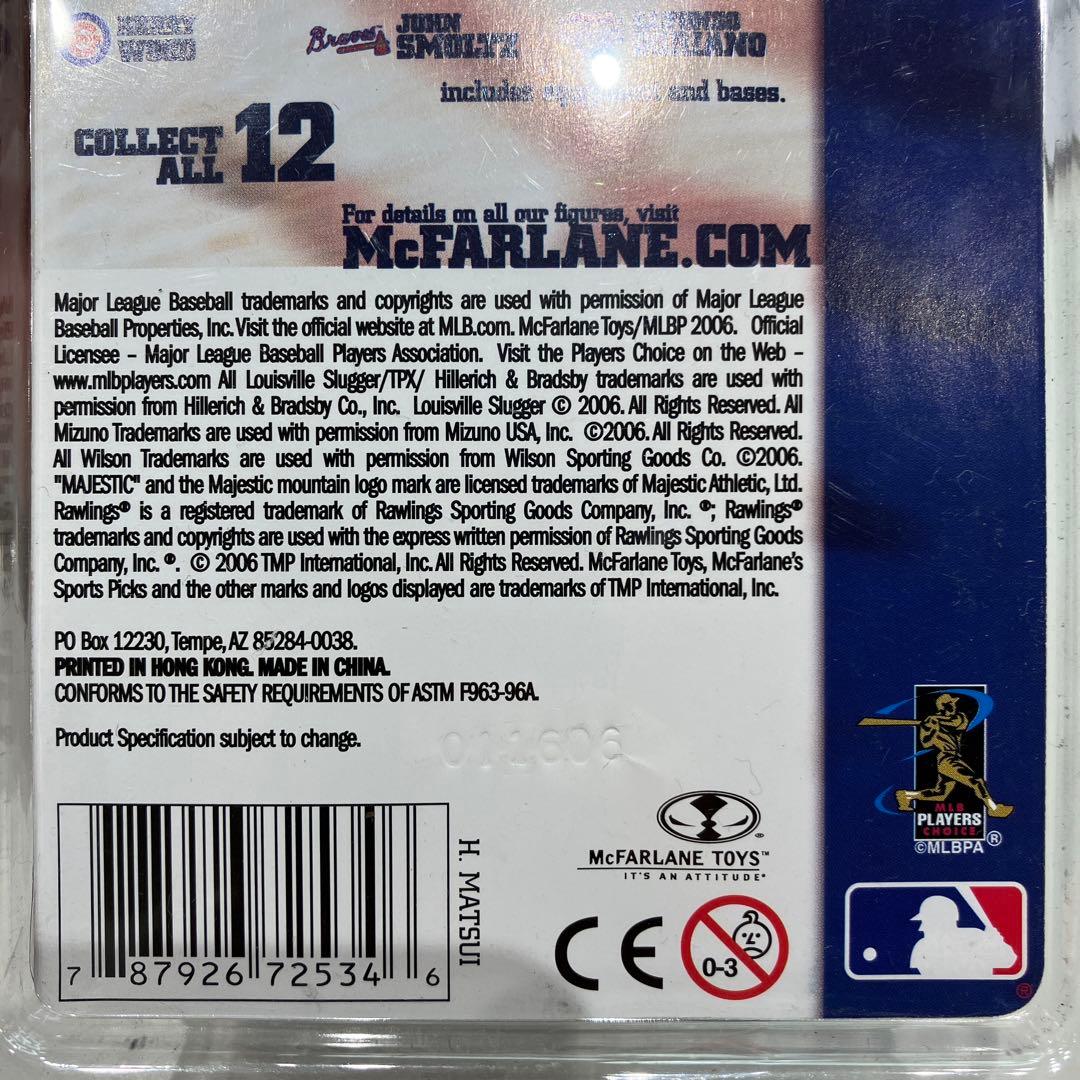 KERRY
WOOD
Braves
JOHN
SMOLTZ
includes and bases.
COLLECT
ALL 12
For details on all our figures, visit
McFARLANE.COM
Major League Baseball trademarks and copyrights are used with permission of Major League
Baseball Properties, Inc. Visit the official website at MLB.com. McFarlane Toys/MLBP 2006. Official
Licensee – Major League Baseball Players Association. Visit the Players Choice on the Web –
www.mlbplayers.com All Louisville Slugger/TPX/ Hillerich & Bradsby trademarks are used with
permission from Hillerich & Bradsby Co., Inc. Louisville Slugger © 2006. All Rights Reserved. All
Mizuno Trademarks are used with permission from Mizuno USA, Inc. ©2006. All Rights Reserved.
All Wilson Trademarks are used with permission from Wilson Sporting Goods Co. ©2006.
"MAJESTIC" and the Majestic mountain logo mark are licensed trademarks of Majestic Athletic, Ltd.
Rawlings® is a registered trademark of Rawlings Sporting Goods Company, Inc. ®; Rawlings®
trademarks and copyrights are used with the express written permission of Rawlings Sporting Goods
Company, Inc. ®. © 2006 TMP International, Inc. All Rights Reserved. McFarlane Toys, McFarlane's
Sports Picks and the other marks and logos displayed are trademarks of TMP International, Inc.
PO Box 12230, Tempe, AZ 85284-0038.
PRINTED IN HONG KONG. MADE IN CHINA.
CONFORMS TO THE SAFETY REQUIREMENTS OF ASTM F963-96A.
Product Specification subject to change.
011606
7 87926 72534 6
H. MATSUI
McFARLANE TOYS™
IT'S AN ATTITUDE®
CE
0-3
MLB
PLAYERS
CHOICE
©MLBPA®